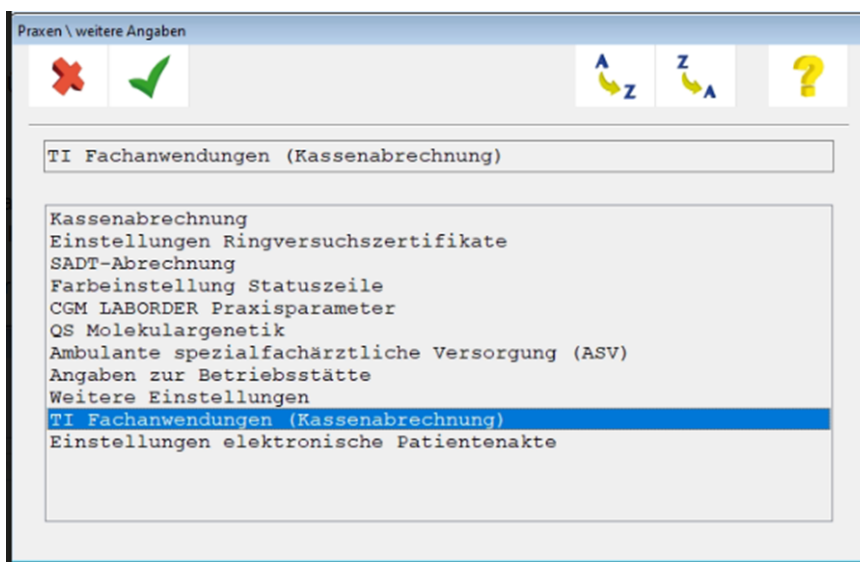 Praxen \ weitere Angaben
A Z
Z A
?
TI Fachanwendungen (Kassenabrechnung)
Kassenabrechnung
Einstellungen Ringversuchszertifikate
SADT-Abrechnung
Farbeinstellung Statuszeile
CGM LABORDER Praxisparameter
QS Molekulargenetik
Ambulante spezialfachärztliche Versorgung (ASV)
Angaben zur Betriebsstätte
Weitere Einstellungen
TI Fachanwendungen (Kassenabrechnung)
Einstellungen elektronische Patientenakte